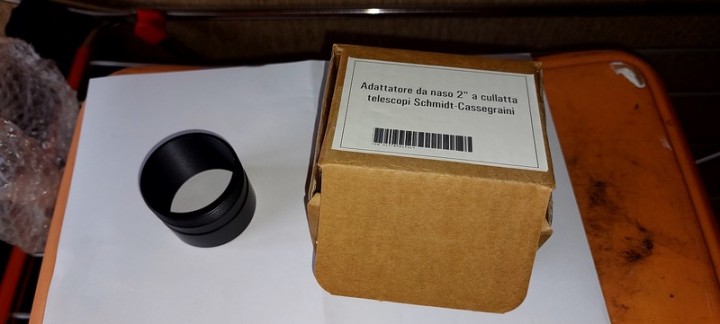 Adattatore da naso 2" a cullatta
telescopi Schmidt-Cassegraini